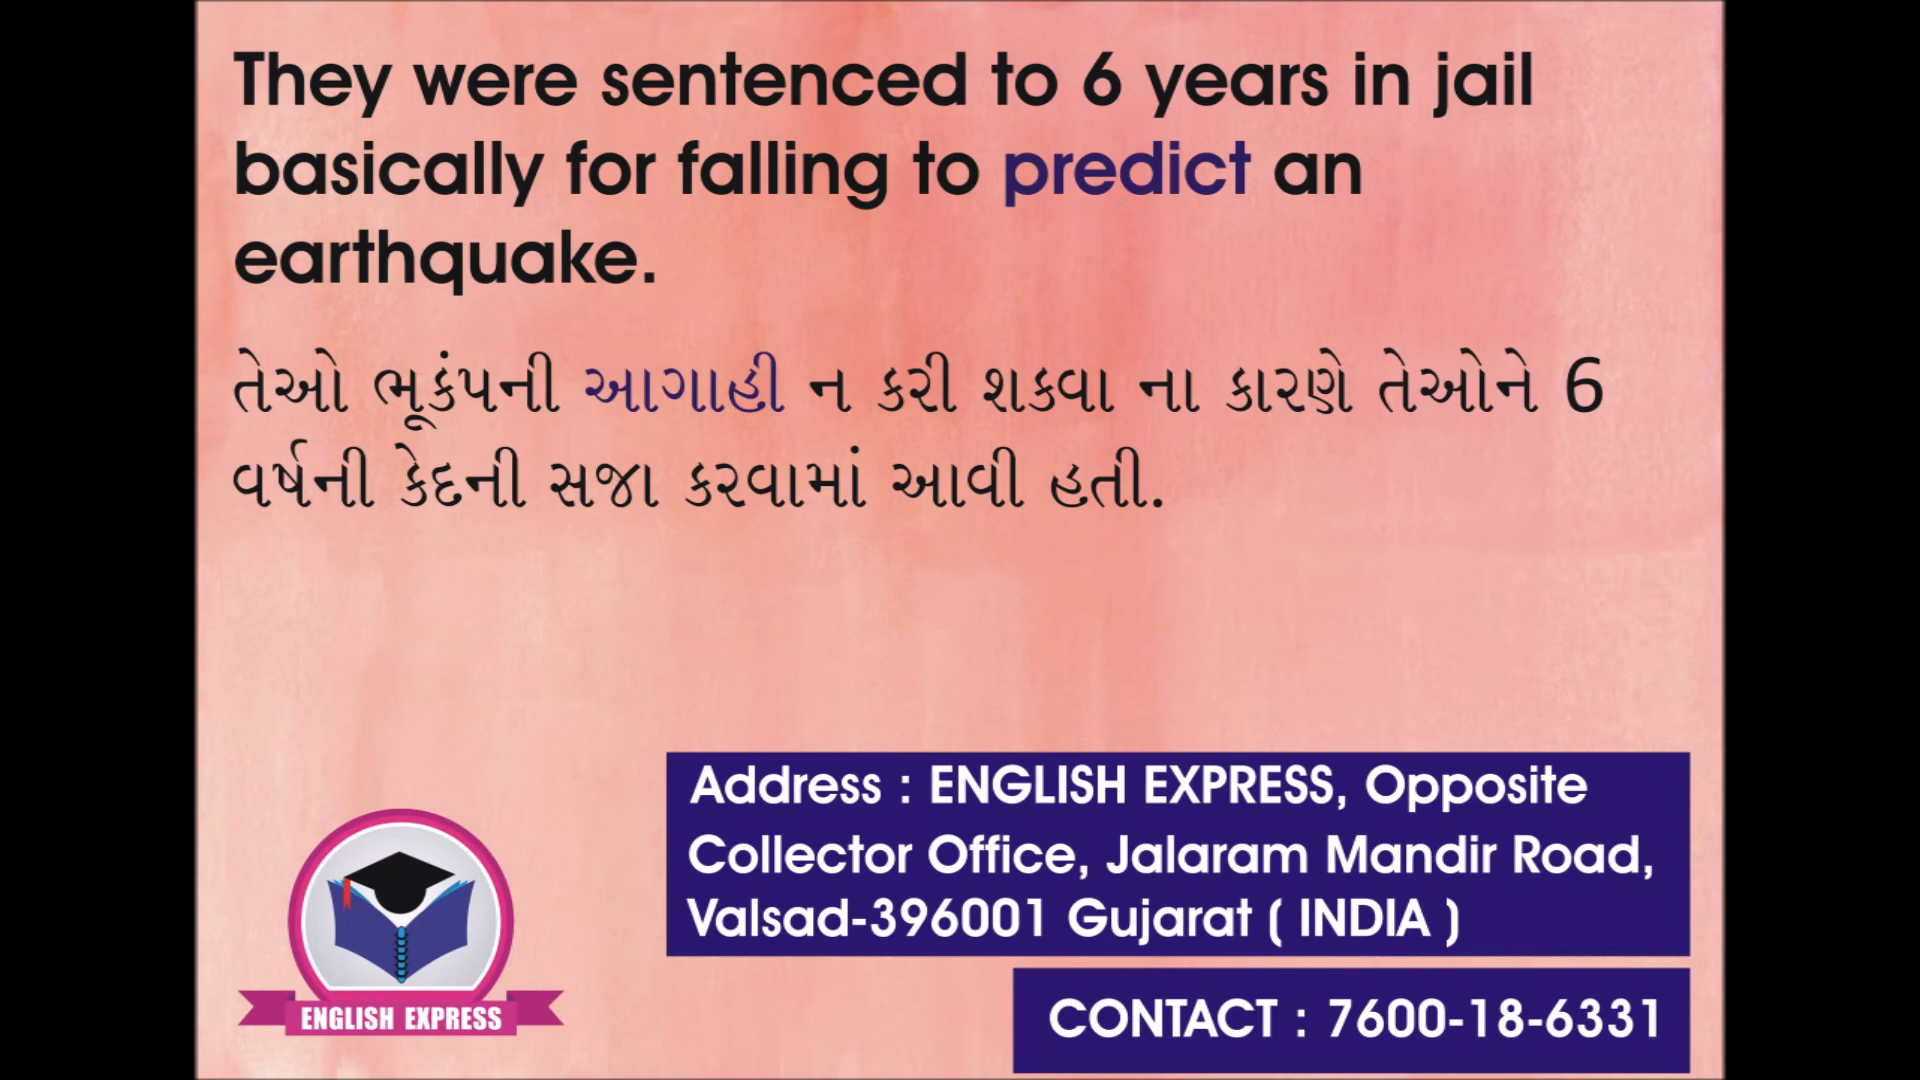 They were sentenced to 6 years in jail
basically for falling to predict an
earthquake.
તેઓ ભૂકંપની આગાહી ન કરી શકવા ના કારણે તેઓને 6
વર્ષની કેદની સજા કરવામાં આવી હતી.
Address : ENGLISH EXPRESS, Opposite
Collector Office, Jalaram Mandir Road,
Valsad-396001 Gujarat ( INDIA )
ENGLISH EXPRESS
CONTACT : 7600-18-6331